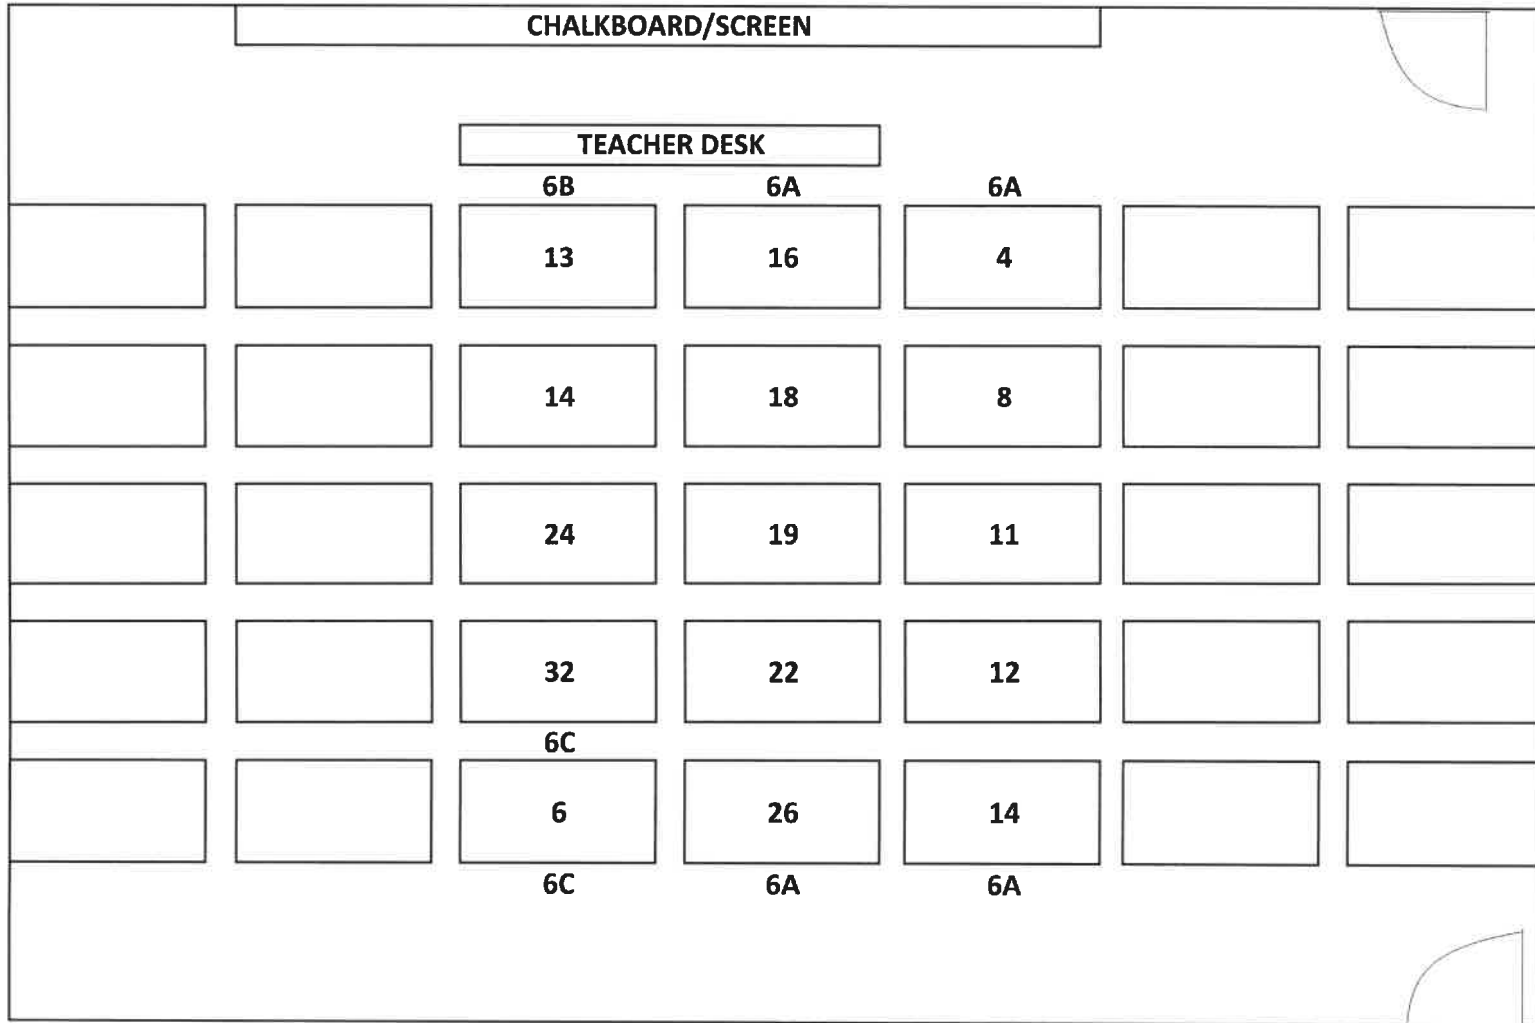 CHALKBOARD/SCREEN
TEACHER DESK
6B 6A 6A
13 16 4
14 18 8
24 19 11
32 22 12
6C
6 26 14
6C 6A 6A